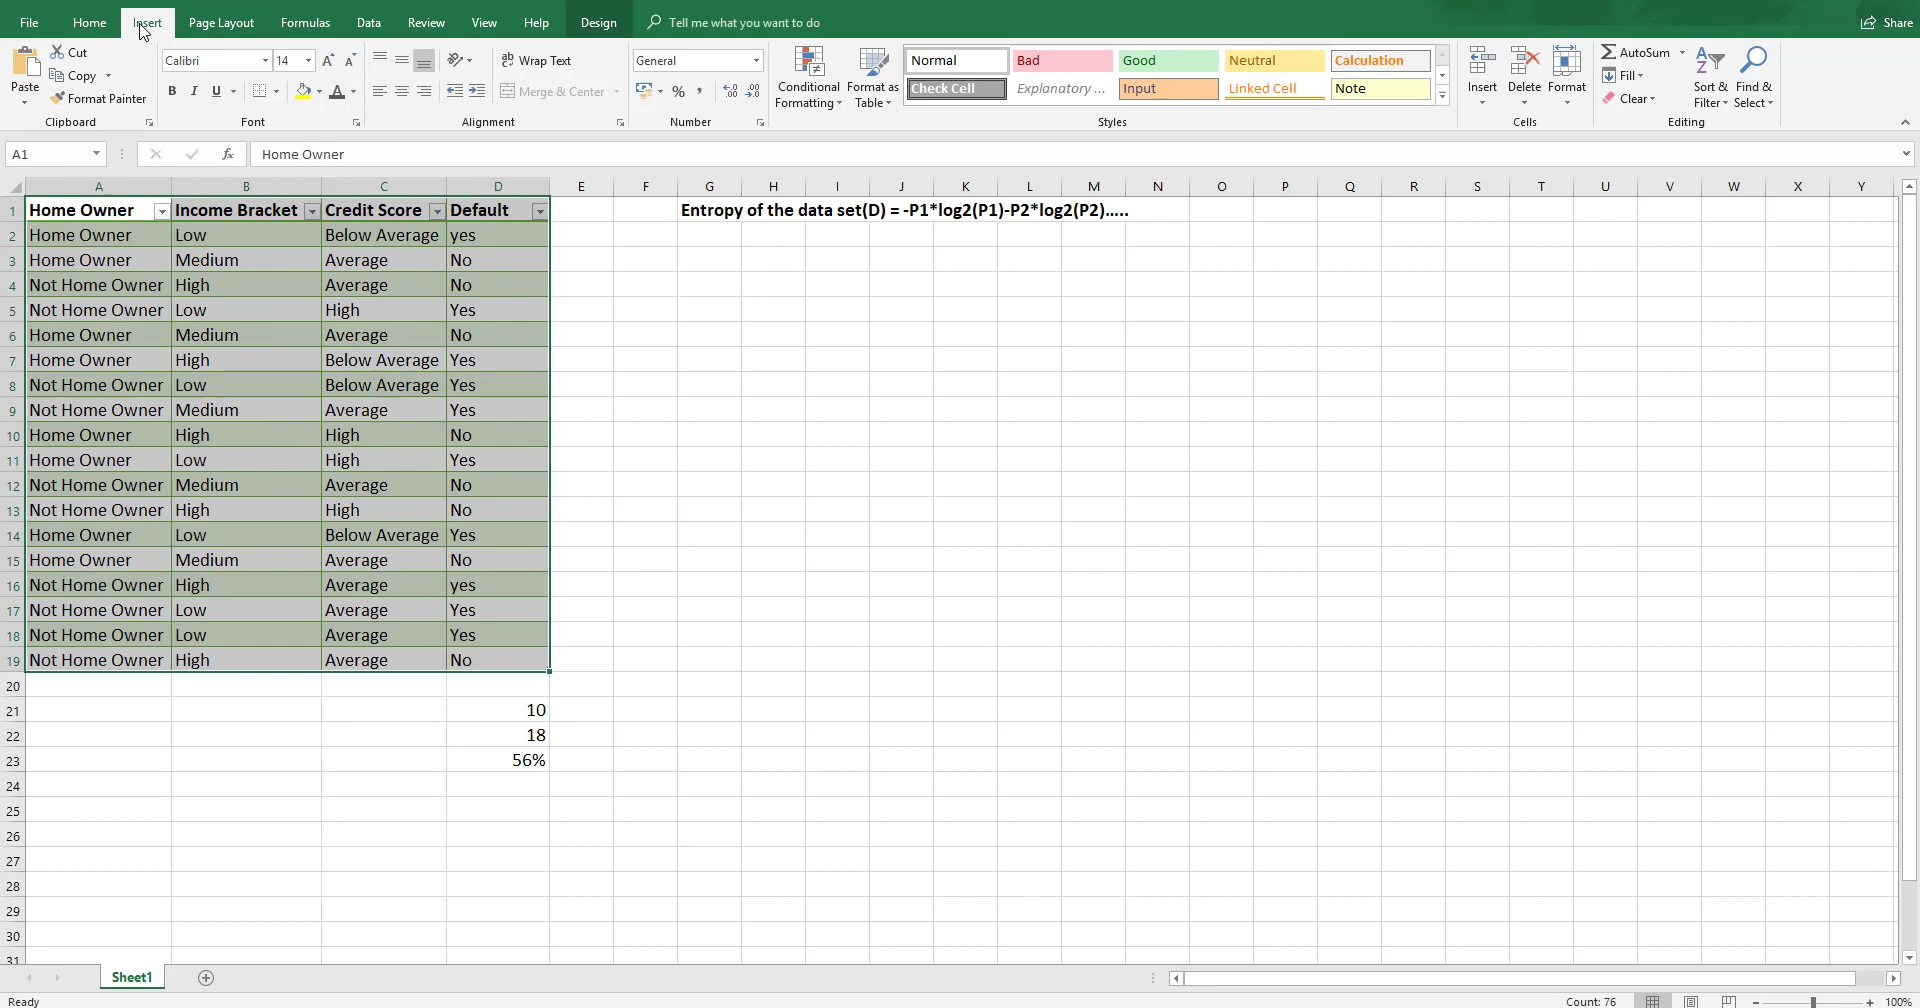 File Home Insert Page Layout Formulas Data Review View Help Design Tell me what you want to do Share
Paste Cut Copy Format Painter Clipboard
Calibri 14 A A B I U A Font
ab Wrap Text Merge & Center Alignment
General % , .00 Number
Conditional Formatting Format as Table
Normal Bad Good Neutral Calculation
Check Cell Explanatory ... Input Linked Cell Note
Styles
Insert Delete Format Cells
AutoSum Fill Clear Sort & Filter Find & Select Editing
A1 fx Home Owner
A B C D E F G H I J K L M N O P Q R S T U V W X Y
1 Home Owner Income Bracket Credit Score Default Entropy of the data set(D) = -P1*log2(P1)-P2*log2(P2).....
2 Home Owner Low Below Average yes
3 Home Owner Medium Average No
4 Not Home Owner High Average No
5 Not Home Owner Low High Yes
6 Home Owner Medium Average No
7 Home Owner High Below Average Yes
8 Not Home Owner Low Below Average Yes
9 Not Home Owner Medium Average Yes
10 Home Owner High High No
11 Home Owner Low High Yes
12 Not Home Owner Medium Average No
13 Not Home Owner High High No
14 Home Owner Low Below Average Yes
15 Home Owner Medium Average No
16 Not Home Owner High Average yes
17 Not Home Owner Low Average Yes
18 Not Home Owner Low Average Yes
19 Not Home Owner High Average No
20
21 10
22 18
23 56%
24
25
26
27
28
29
30
31
Sheet1
Ready Count: 76 100%